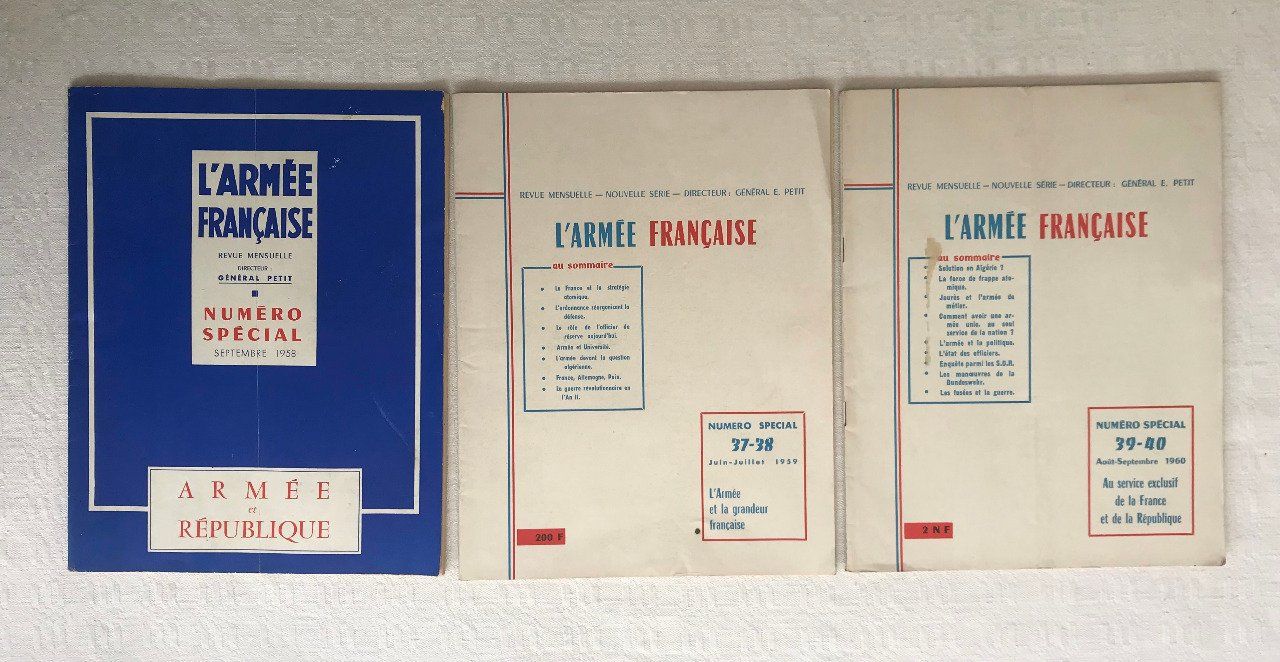 L'ARMÉE
FRANÇAISE
REVUE MENSUELLE
DIRECTEUR:
GÉNÉRAL PETIT
NUMÉRO
SPÉCIAL
SEPTEMBRE 1958
ARMÉE
et
RÉPUBLIQUE
REVUE MENSUELLE — NOUVELLE SÉRIE — DIRECTEUR: GÉNÉRAL E. PETIT
L'ARMÉE FRANÇAISE
au sommaire
• La France et la stratégie
atomique.
• L'ordonnance réorganisant la
défense.
• Le rôle de l'officier de
réserve aujourd'hui.
• Armée et Université.
• L'armée devant la question
algérienne.
• France, Allemagne, Paix.
• La guerre révolutionnaire en
l'An II.
NUMERO SPECIAL
37-38
Juin-Juillet 1959
L'Armée
et la grandeur
française
200 F
REVUE MENSUELLE — NOUVELLE SÉRIE — DIRECTEUR: GÉNÉRAL E. PETIT
L'ARMÉE FRANÇAISE
au sommaire
• Solution en Algérie ?
• La force de frappe ato-
mique.
• Jaurès et l'armée de
métier.
• Comment avoir une ar-
mée unie, au seul
service de la nation ?
• L'armée et la politique.
• L'état des officiers.
• Enquête parmi les S.O.R.
• Les manœuvres de la
Bundeswehr.
• Les fusées et la guerre.
NUMÉRO SPÉCIAL
39-40
Août-Septembre 1960
Au service exclusif
de la France
et de la République
2 NF